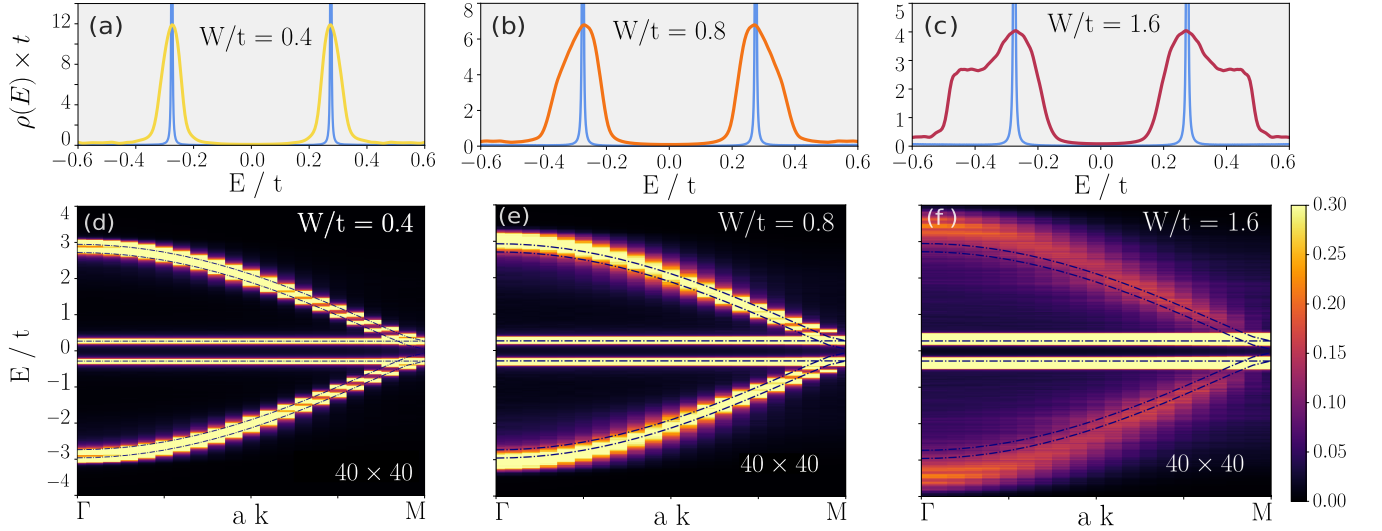 (a) W/t = 0.4
(b) W/t = 0.8
(c) W/t = 1.6
ρ(E) × t
12
8
4
0
8
6
4
2
0
5
4
3
2
1
0
−0.6 −0.4 −0.2 0.0 0.2 0.4 0.6
−0.6 −0.4 −0.2 0.0 0.2 0.4 0.6
−0.6 −0.4 −0.2 0.0 0.2 0.4 0.6
E / t
E / t
E / t
(d) W/t = 0.4
(e) W/t = 0.8
(f) W/t = 1.6
E / t
4
3
2
1
0
−1
−2
−3
−4
40 × 40
40 × 40
40 × 40
Γ a k M
Γ a k M
Γ a k M
0.30
0.25
0.20
0.15
0.10
0.05
0.00